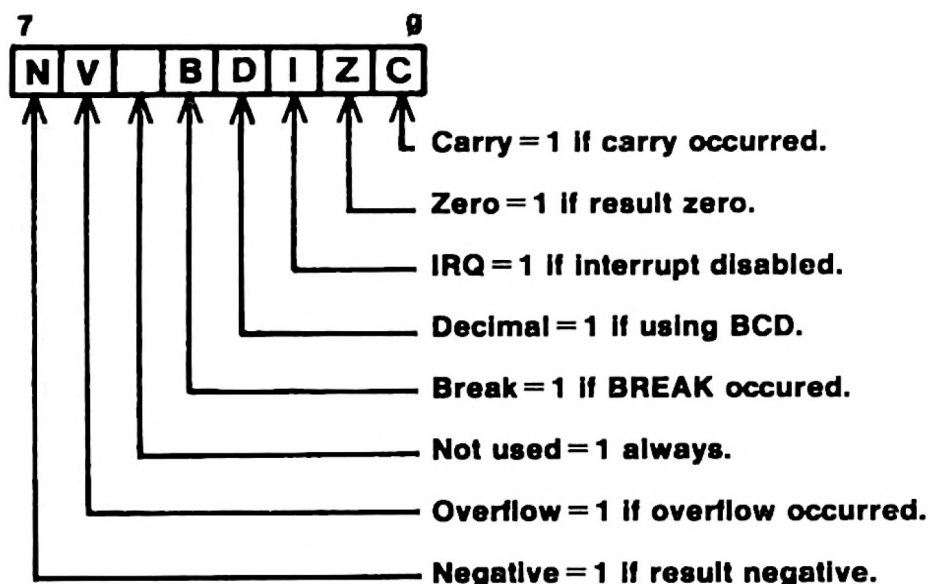 7 0
N V B D I Z C
Carry=1 if carry occurred.
Zero=1 if result zero.
IRQ=1 if interrupt disabled.
Decimal=1 if using BCD.
Break=1 if BREAK occured.
Not used=1 always.
Overflow=1 if overflow occurred.
Negative=1 if result negative.